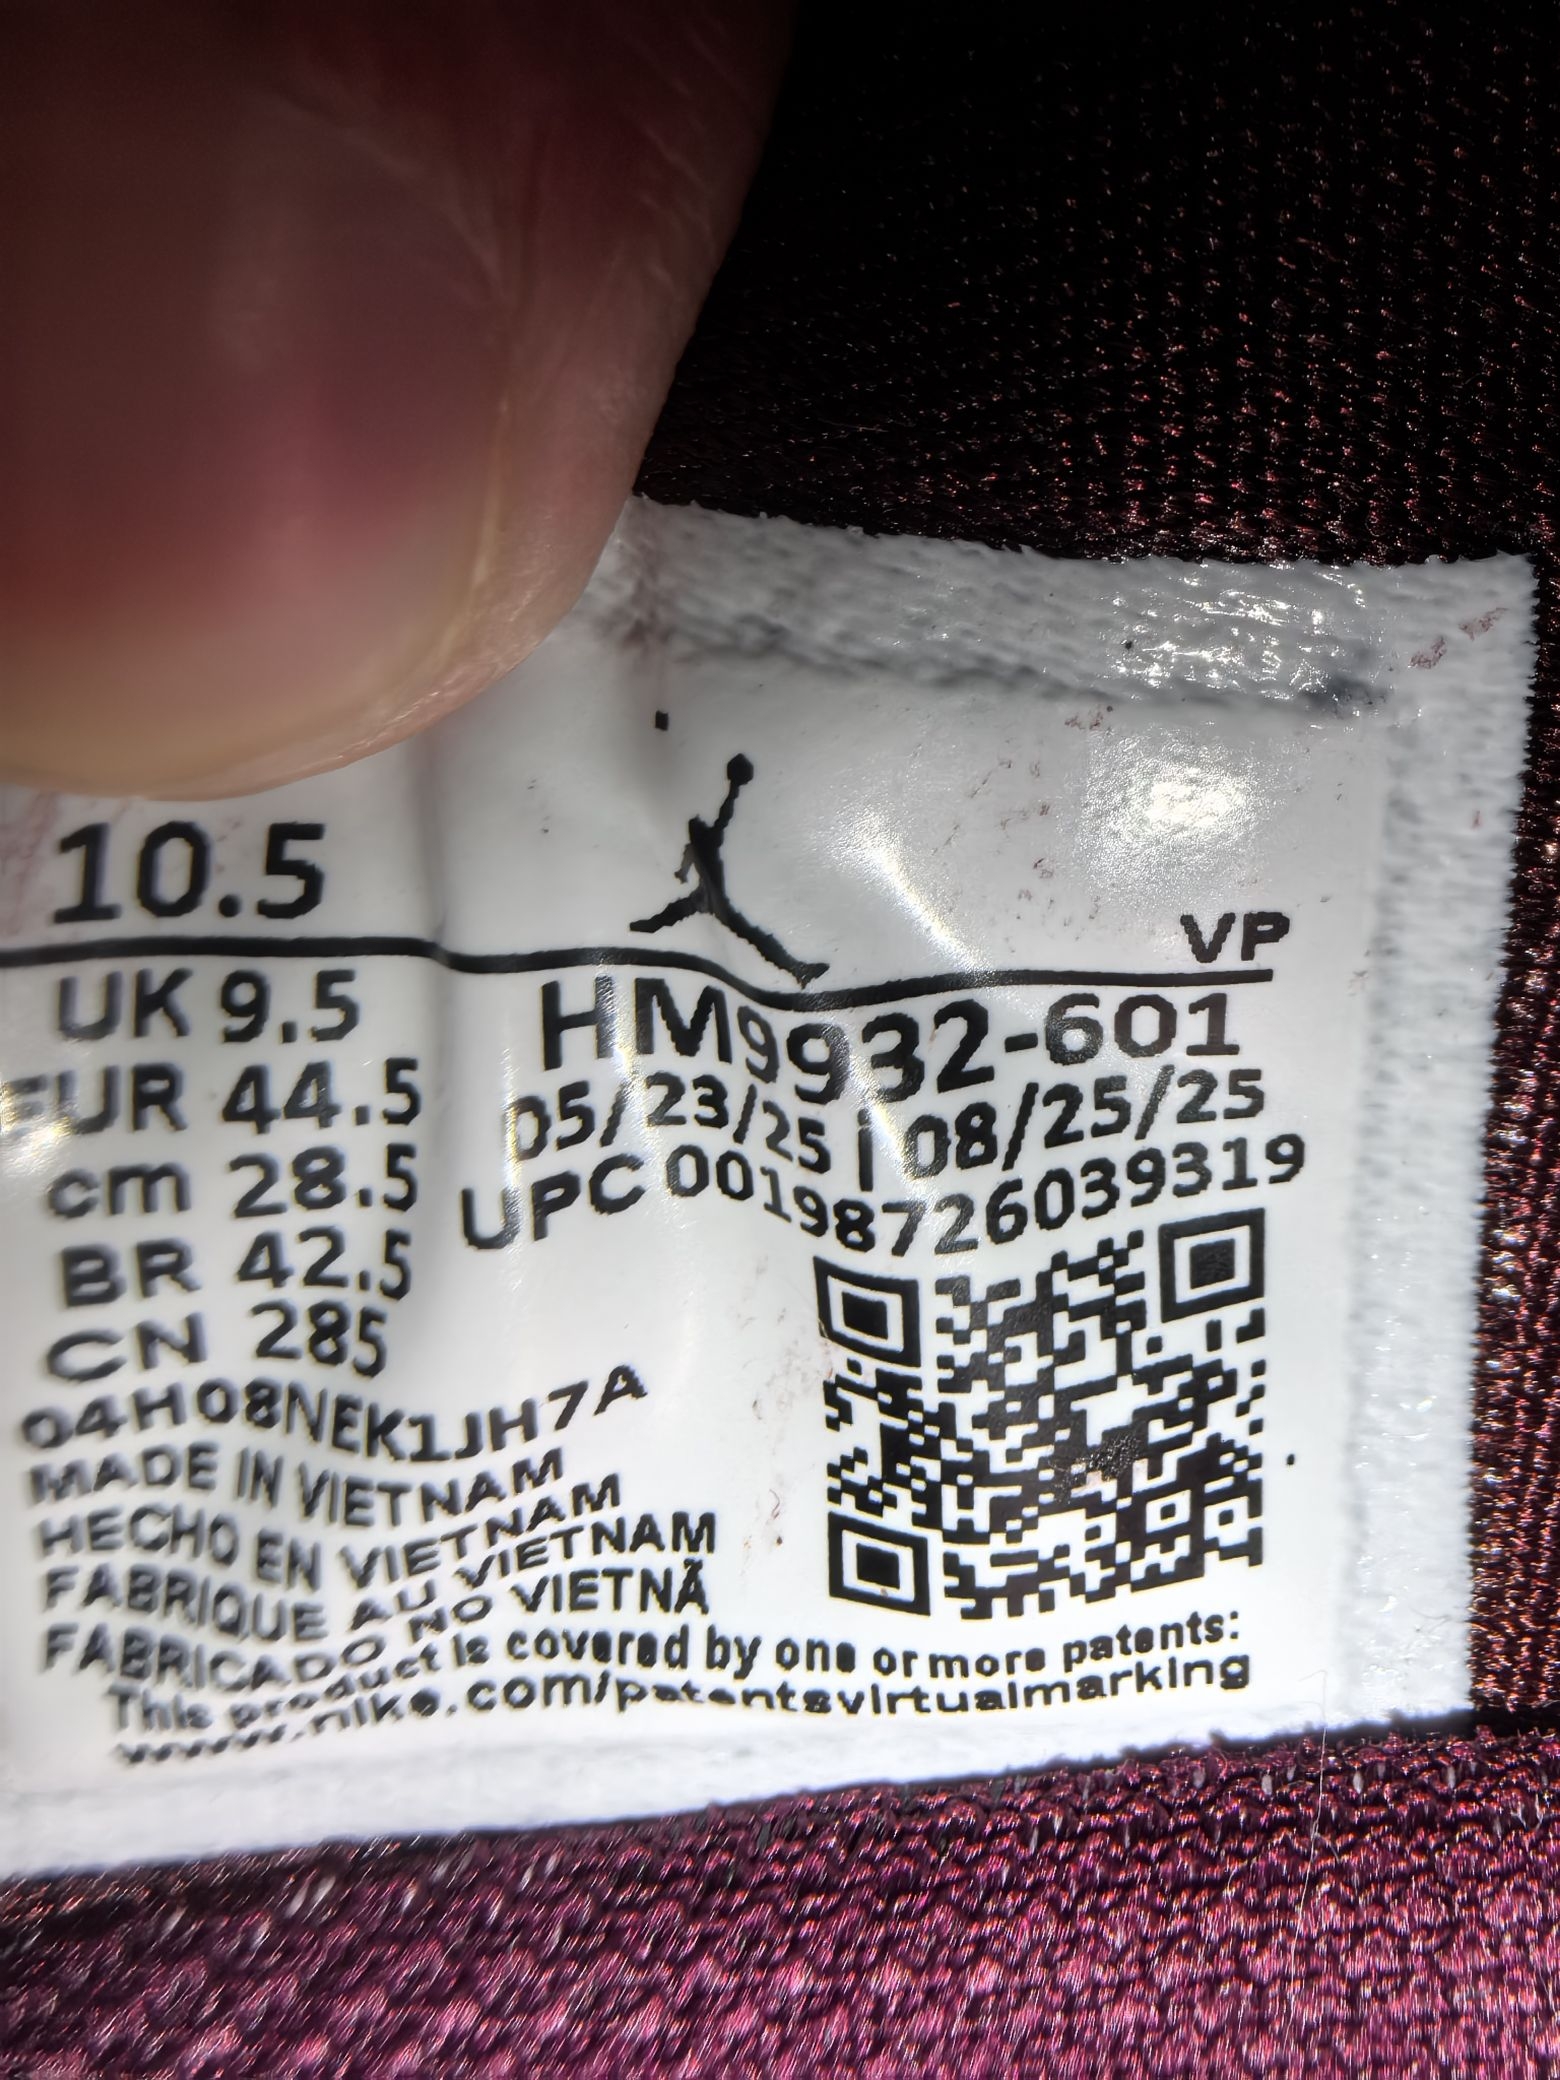 10.5
UK 9.5
EUR 44.5
cm 28.5
BR 42.5
CN 285
VP
HM9932-601
05/23/25 | 08/25/25
UPC 00198726039319
04H08NEK1JH7A
MADE IN VIETNAM
HECHO EN VIETNAM
FABRIQUE AU VIETNAM
FABRICADO NO VIETNÃ
This product is covered by one or more patents:
www.nike.com/patentsvirtualmarking